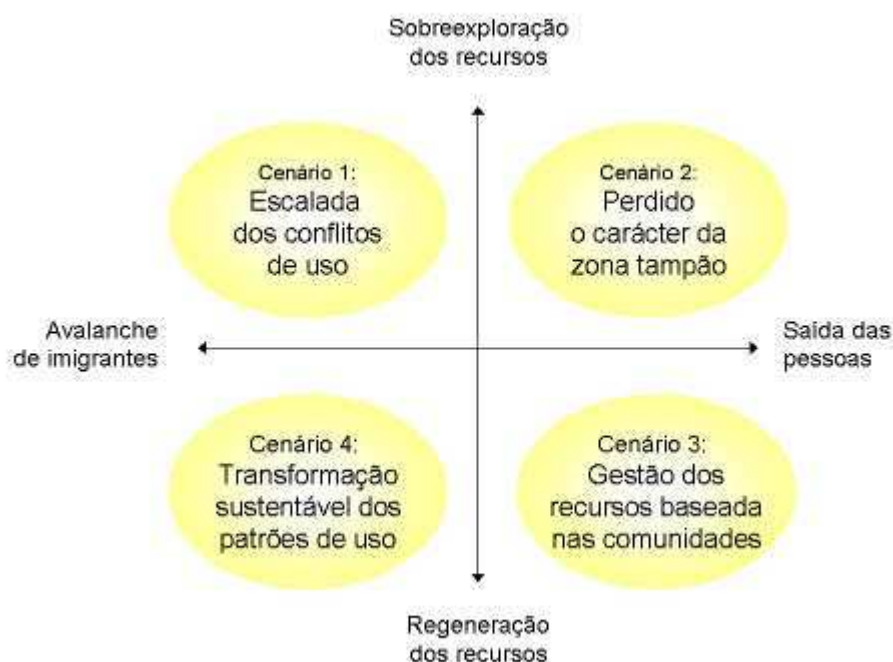 Sobreexploração
dos recursos
Cenário 1:
Escalada
dos conflitos
de uso
Cenário 2:
Perdido
o carácter da
zona tampão
Avalanche
de imigrantes
Saída das
pessoas
Cenário 4:
Transformação
sustentável dos
patrões de uso
Cenário 3:
Gestão dos
recursos baseada
nas comunidades
Regeneração
dos recursos